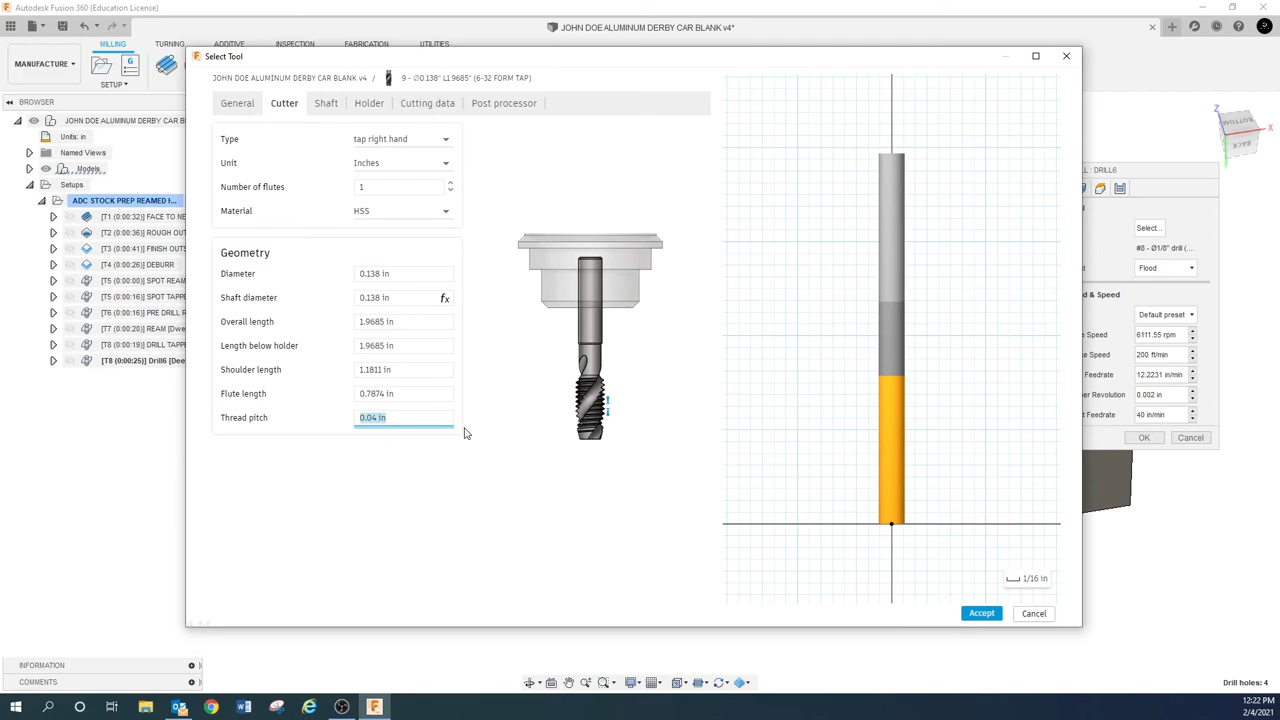 Autodesk Fusion 360 (Education License)
JOHN DOE ALUMINUM DERBY CAR BLANK v4*
MILLING
TURNING
ADDITIVE
INSPECTION
FABRICATION
UTILITIES
MANUFACTURE
SETUP
BROWSER
JOHN DOE ALUMINUM DERBY CAR B
Units: in
Named Views
Models
Setups
ADC STOCK PREP REAMED
[T1 (0:00:32)] FACE TO NE
[T2 (0:00:36)] ROUGH OUT
[T3 (0:00:41)] FINISH OUTS
[T4 (0:00:26)] DEBURR
[T5 (0:00:00)] SPOT REAM
[T5 (0:00:16)] SPOT TAPPE
[T6 (0:00:16)] PRE DRILL R
[T7 (0:00:20)] REAM [Dwe
[T8 (0:00:19)] DRILL TAPPE
[T8 (0:00:25)] Drill6 [Dee
Select Tool
JOHN DOE ALUMINUM DERBY CAR BLANK v4 / 9 - Ø0.138" L1.9685" (6-32 FORM TAP)
General
Cutter
Shaft
Holder
Cutting data
Post processor
Type tap right hand
Unit Inches
Number of flutes 1
Material HSS
Geometry
Diameter 0.138 in
Shaft diameter 0.138 in fx
Overall length 1.9685 in
Length below holder 1.9685 in
Shoulder length 1.1811 in
Flute length 0.7874 in
Thread pitch 0.04 in
1/16 in
Accept
Cancel
Z
X
BOTTOM
BACK
: DRILL6
Select...
#8 - Ø1/8" drill (...
Flood
& Speed
Default preset
e Speed 6111.55 rpm
se Speed 200 ft/min
Feedrate 12.2231 in/min
er Revolution 0.002 in
t Feedrate 40 in/min
OK
Cancel
INFORMATION
COMMENTS
Drill holes: 4
12:22 PM
2/4/2021